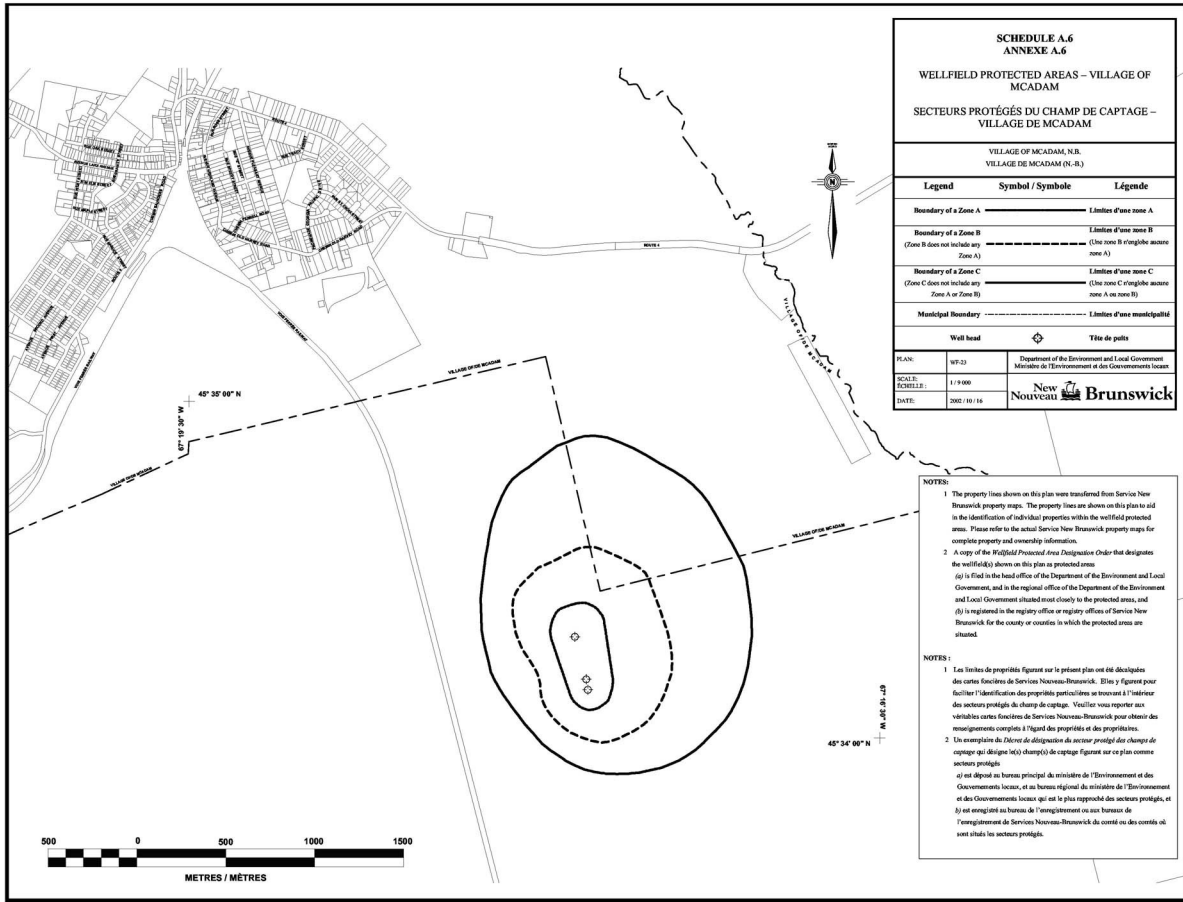 SCHEDULE A.6
ANNEXE A.6
WELLFIELD PROTECTED AREAS – VILLAGE OF
MCADAM
SECTEURS PROTÉGÉS DU CHAMP DE CAPTAGE –
VILLAGE DE MCADAM
VILLAGE OF MCADAM, N.B.
VILLAGE DE MCADAM (N.-B.)
Legend Symbol / Symbole Légende
Boundary of a Zone A Limites d'une zone A
Boundary of a Zone B Limites d'une zone B
(Zone B does not include any (Une zone B n'englobe aucune
Zone A) zone A)
Boundary of a Zone C Limites d'une zone C
(Zone C does not include any (Une zone C n'englobe aucune
Zone A or Zone B) zone A ou zone B)
Municipal Boundary Limites d'une municipalité
Well head Tête de puits
PLAN: WF-23 Department of the Environment and Local Government
Ministère de l'Environnement et des Gouvernements locaux
SCALE:
ÉCHELLE : 1 / 9 000
DATE: 2002 / 10 / 16
New
Nouveau Brunswick
N
ROUTE 4
VILLAGE OF/DE MCADAM
VILLAGE OF/DE MCADAM
45° 35' 00" N
67° 19' 30" W
VILLAGE OF/DE MCADAM
VILLAGE OF/DE MCADAM
67° 16' 30" W
45° 34' 00" N
NOTES:
1 The property lines shown on this plan were transferred from Service New
Brunswick property maps. The property lines are shown on this plan to aid
in the identification of individual properties within the wellfield protected
areas. Please refer to the actual Service New Brunswick property maps for
complete property and ownership information.
2 A copy of the Wellfield Protected Area Designation Order that designates
the wellfield(s) shown on this plan as protected areas
(a) is filed in the head office of the Department of the Environment and Local
Government, and in the regional office of the Department of the Environment
and Local Government situated most closely to the protected areas, and
(b) is registered in the registry office or registry offices of Service New
Brunswick for the county or counties in which the protected areas are
situated.
NOTES :
1 Les limites de propriétés figurant sur le présent plan ont été décalquées
des cartes foncières de Services Nouveau-Brunswick. Elles y figurent pour
faciliter l'identification des propriétés particulières se trouvant à l'intérieur
des secteurs protégés du champ de captage. Veuillez vous reporter aux
véritables cartes foncières de Services Nouveau-Brunswick pour obtenir des
renseignements complets à l'égard des propriétés et des propriétaires.
2 Un exemplaire du Décret de désignation du secteur protégé des champs de
captage qui désigne le(s) champ(s) de captage figurant sur ce plan comme
secteurs protégés
a) est déposé au bureau principal du ministère de l'Environnement et des
Gouvernements locaux, et au bureau régional du ministère de l'Environnement
et des Gouvernements locaux qui est le plus rapproché des secteurs protégés, et
b) est enregistré au bureau de l'enregistrement ou aux bureaux de
l'enregistrement de Services Nouveau-Brunswick du comté ou des comtés où
sont situés les secteurs protégés.
500 0 500 1000 1500
METRES / MÈTRES